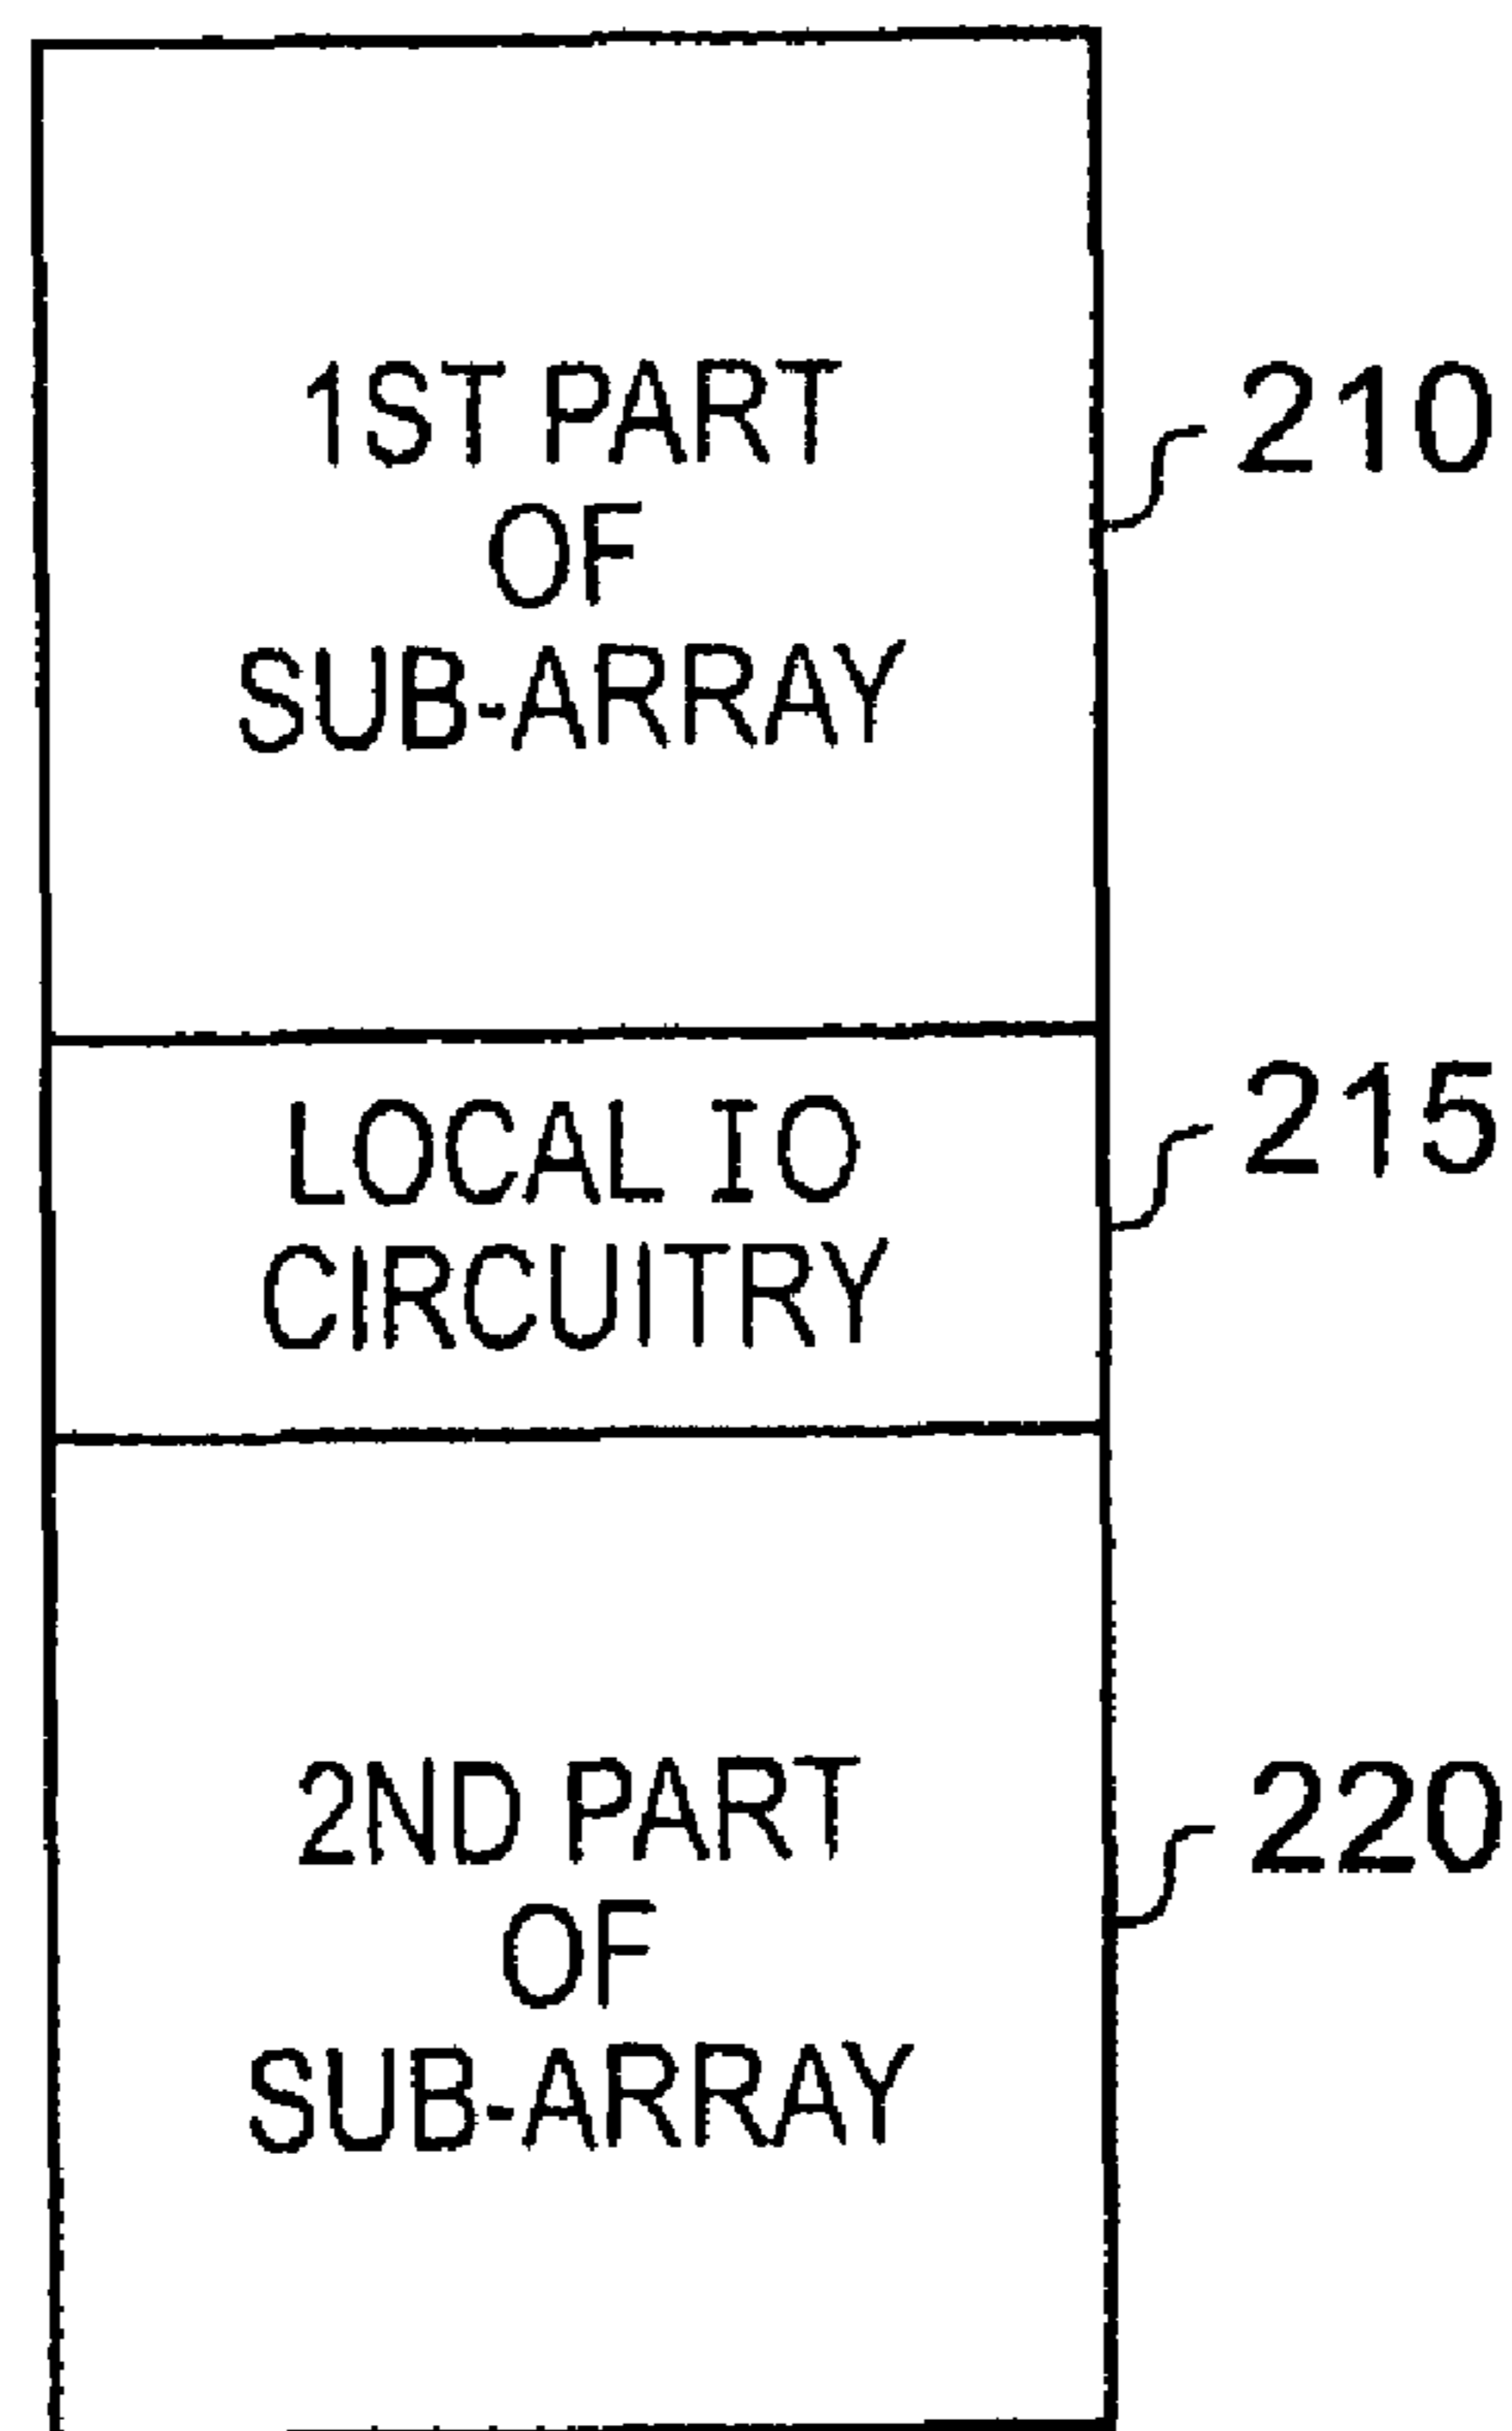 1ST PART
OF
SUB-ARRAY
210
LOCAL IO
CIRCUITRY
215
2ND PART
OF
SUB-ARRAY
220